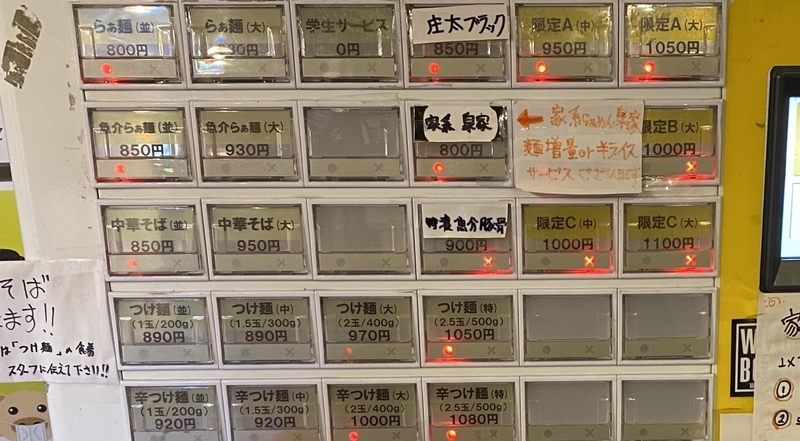 らぁ麺(並)
800円
らぁ麺(大)
学生サービス
0円
庄太ブラック
850円
限定A(中)
950円
限定A(大)
1050円
魚介らぁ麺(並)
850円
魚介らぁ麺(大)
930円
家系 皐家
800円
家系らぁめん 皐家
麺増量or半ライス
サービス
限定B(大)
1000円
中華そば(並)
850円
中華そば(大)
950円
魚介豚骨
900円
限定C(中)
1000円
限定C(大)
1100円
つけ麺(並)
(1玉/200g)
890円
つけ麺(中)
(1.5玉/300g)
890円
つけ麺(大)
(2玉/400g)
970円
つけ麺(特)
(2.5玉/500g)
1050円
辛つけ麺(並)
(1玉/200g)
920円
辛つけ麺(中)
(1.5玉/300g)
920円
辛つけ麺(大)
(2玉/400g)
1000円
辛つけ麺(特)
(2.5玉/500g)
1080円
そば
ます!!
は「つけ麺」の食券
スタッフに伝えて下さい!!
家
①
②